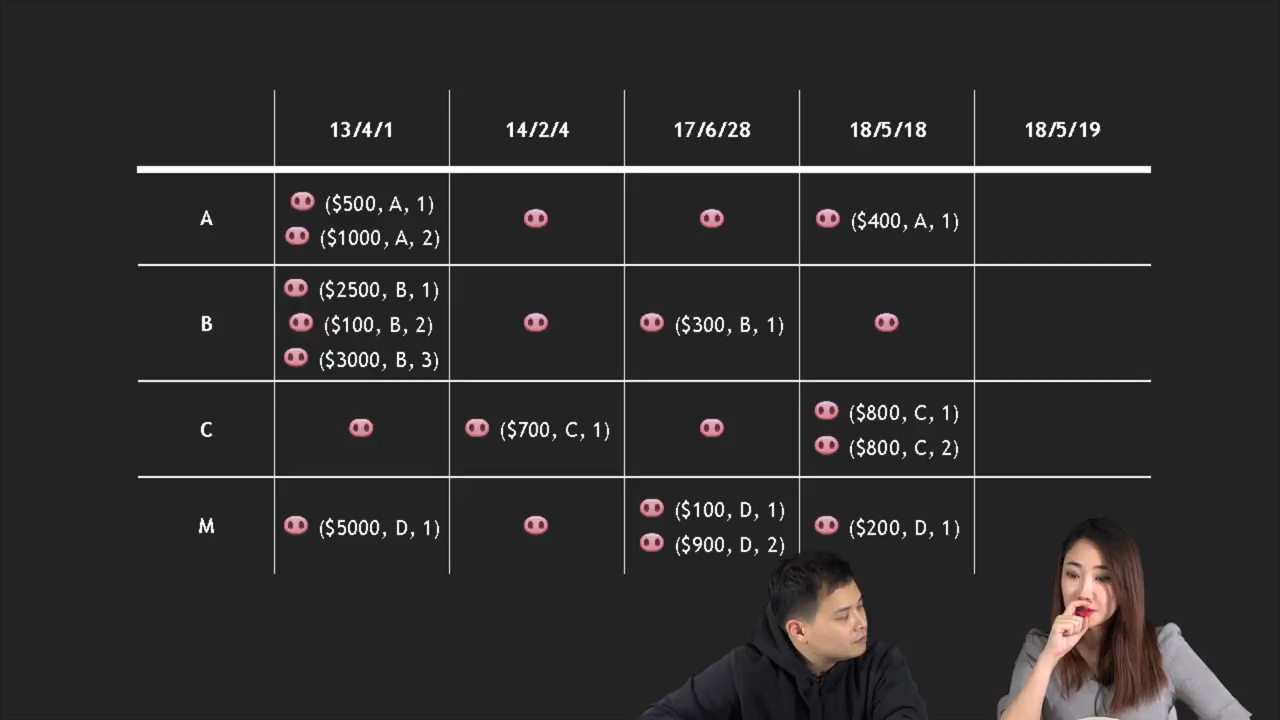 13/4/1 14/2/4 17/6/28 18/5/18 18/5/19
A ($500, A, 1) ($400, A, 1)
($1000, A, 2)
($2500, B, 1)
B ($100, B, 2) ($300, B, 1)
($3000, B, 3)
C ($700, C, 1) ($800, C, 1)
($800, C, 2)
M ($5000, D, 1) ($100, D, 1) ($200, D, 1)
($900, D, 2)